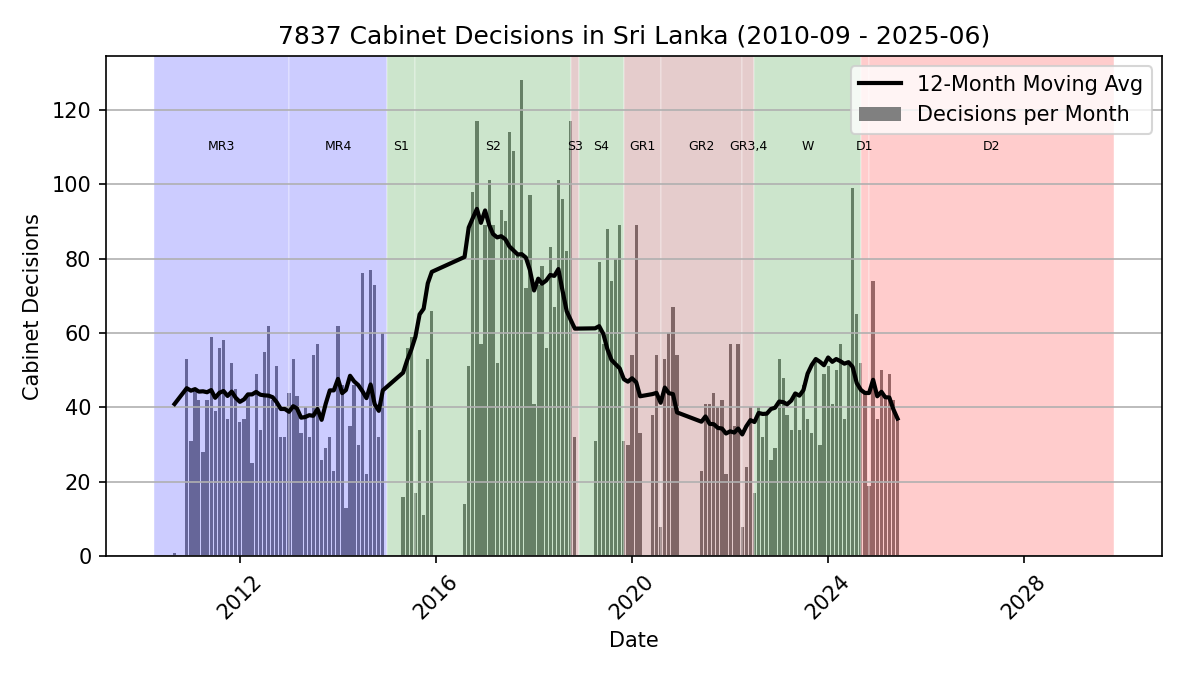 7837 Cabinet Decisions in Sri Lanka (2010-09 - 2025-06)
12-Month Moving Avg
Decisions per Month
MR3 MR4 S1 S2 S3 S4 GR1 GR2 GR3,4 W D1 D2
Cabinet Decisions
120
100
80
60
40
20
0
2012 2016 2020 2024 2028
Date